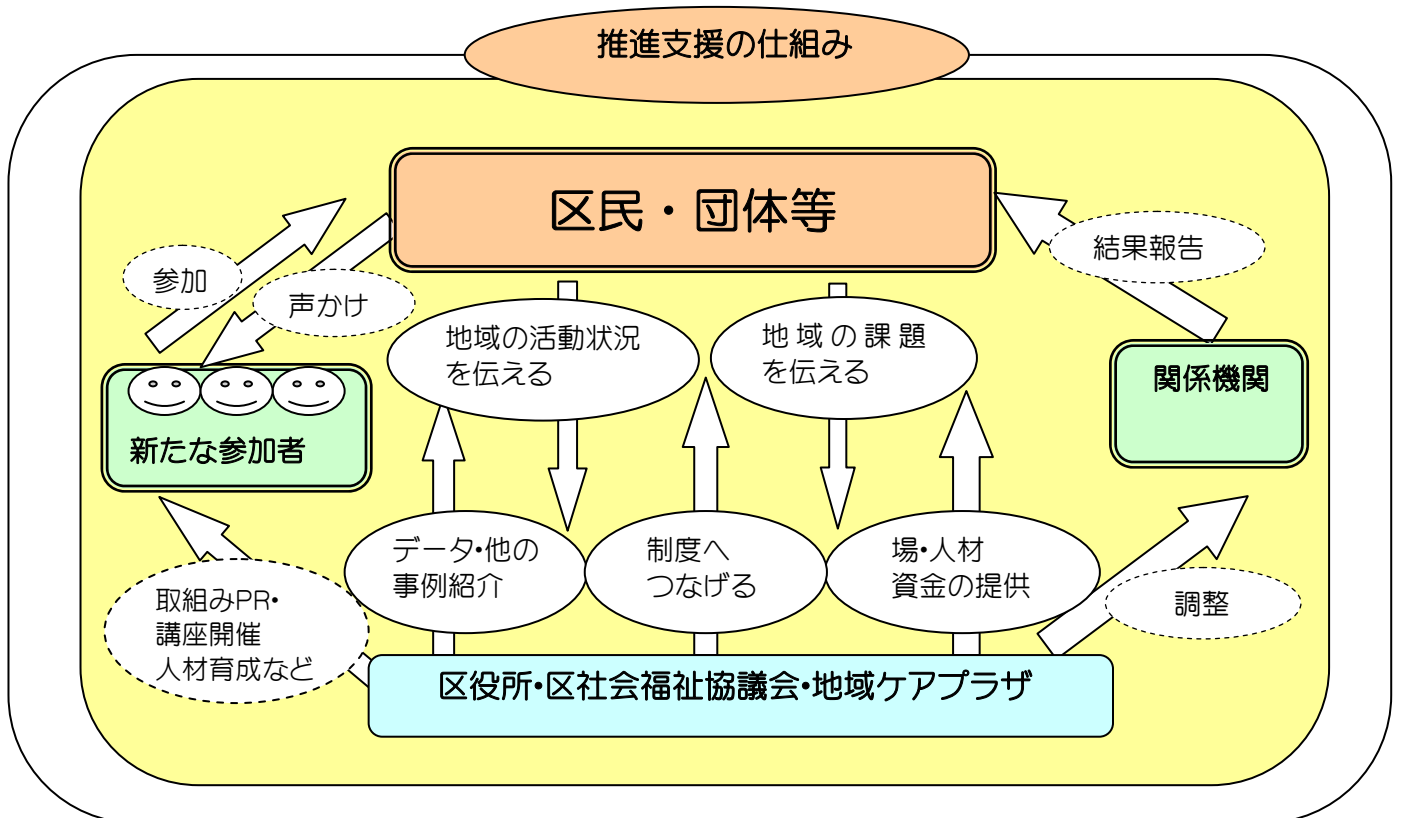 推進支援の仕組み
区民・団体等
結果報告
参加
声かけ
地域の活動状況
を伝える
地域の課題
を伝える
関係機関
新たな参加者
データ・他の
事例紹介
制度へ
つなげる
場・人材
資金の提供
取組みPR・
講座開催
人材育成など
調整
区役所・区社会福祉協議会・地域ケアプラザ